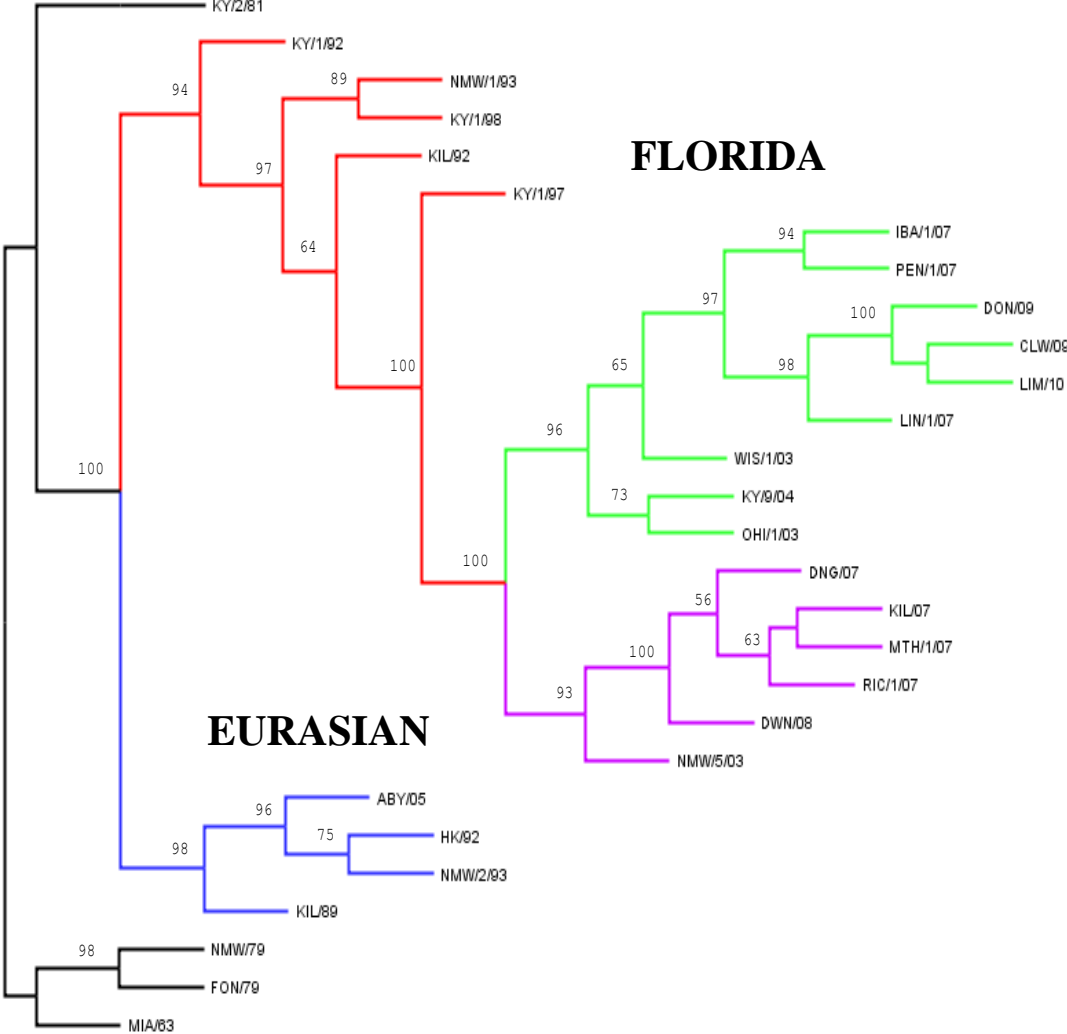 KY/2/81
KY/1/92
94
89
NMW/1/93
KY/1/98
FLORIDA
KIL/92
97
KY/1/97
94
IBA/1/07
64
PEN/1/07
97
100
DON/09
CLW/09
100
65
98
LIM/10
LIN/1/07
96
WIS/1/03
100
73
KY/9/04
OHI/1/03
100
DNG/07
56
KIL/07
63
MTH/1/07
100
RIC/1/07
93
DWN/08
EURASIAN
NMW/5/03
ABY/05
96
75
HK/92
98
NMW/2/93
KIL/89
98
NMW/79
FON/79
MIA/63